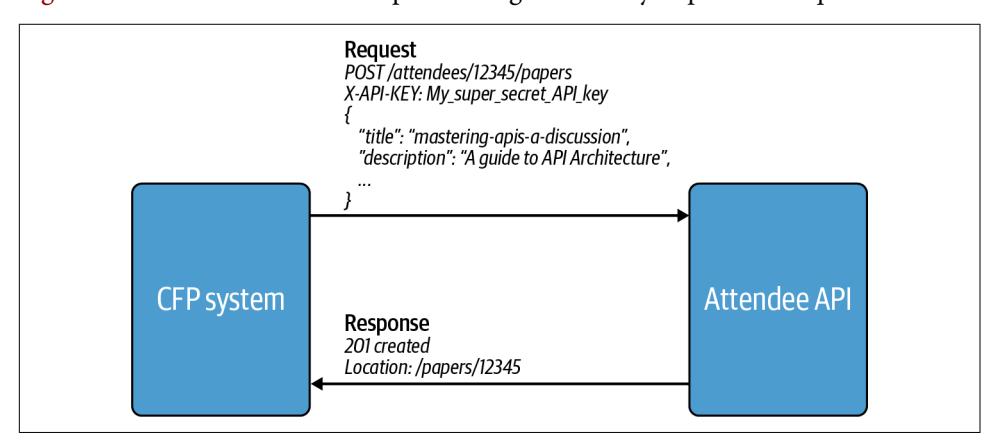 Request
POST /attendees/12345/papers
X-API-KEY: My_super_secret_API_key
{
"title": “mastering-apis-a-discussion”,
"description": “A guide to API Architecture”,
...
}
CFP system
Attendee API
Response
201 created
Location: /papers/12345